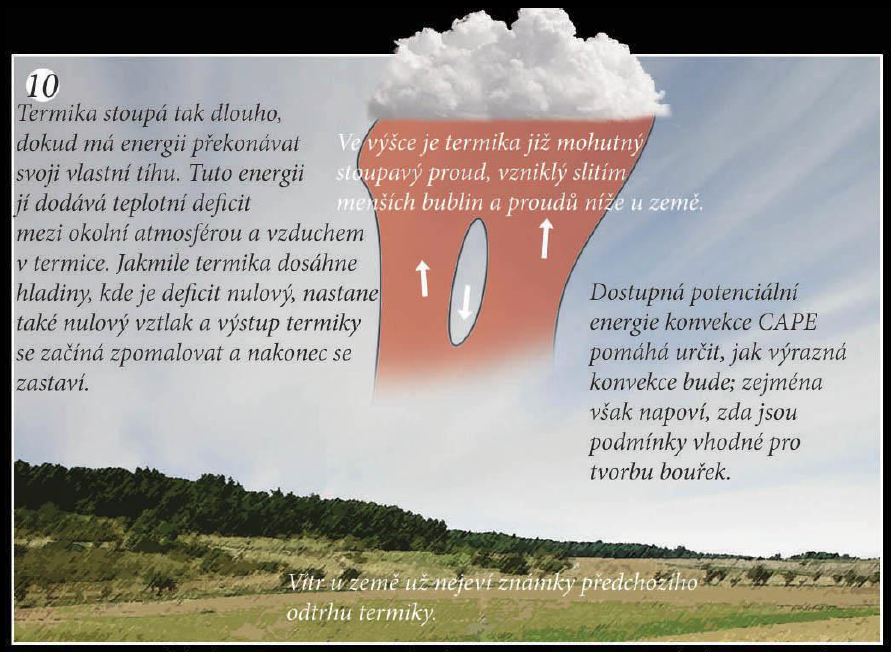 10
Termika stoupá tak dlouho,
dokud má energii překonávat
svoji vlastní tíhu. Tuto energii
jí dodává teplotní deficit
mezi okolní atmosférou a vzduchem
v termice. Jakmile termika dosáhne
hladiny, kde je deficit nulový, nastane
také nulový vztlak a výstup termiky
se začíná zpomalovat a nakonec se
zastaví.
Ve výšce je termika již mohutný
stoupavý proud, vzniklý slitím
menších bublin a proudů níže u země.
Dostupná potenciální
energie konvekce CAPE
pomáhá určit, jak výrazná
konvekce bude; zejména
však napoví, zda jsou
podmínky vhodné pro
tvorbu bouřek.
Vítr u země už nejeví známky předchozího
odtrhu termiky.